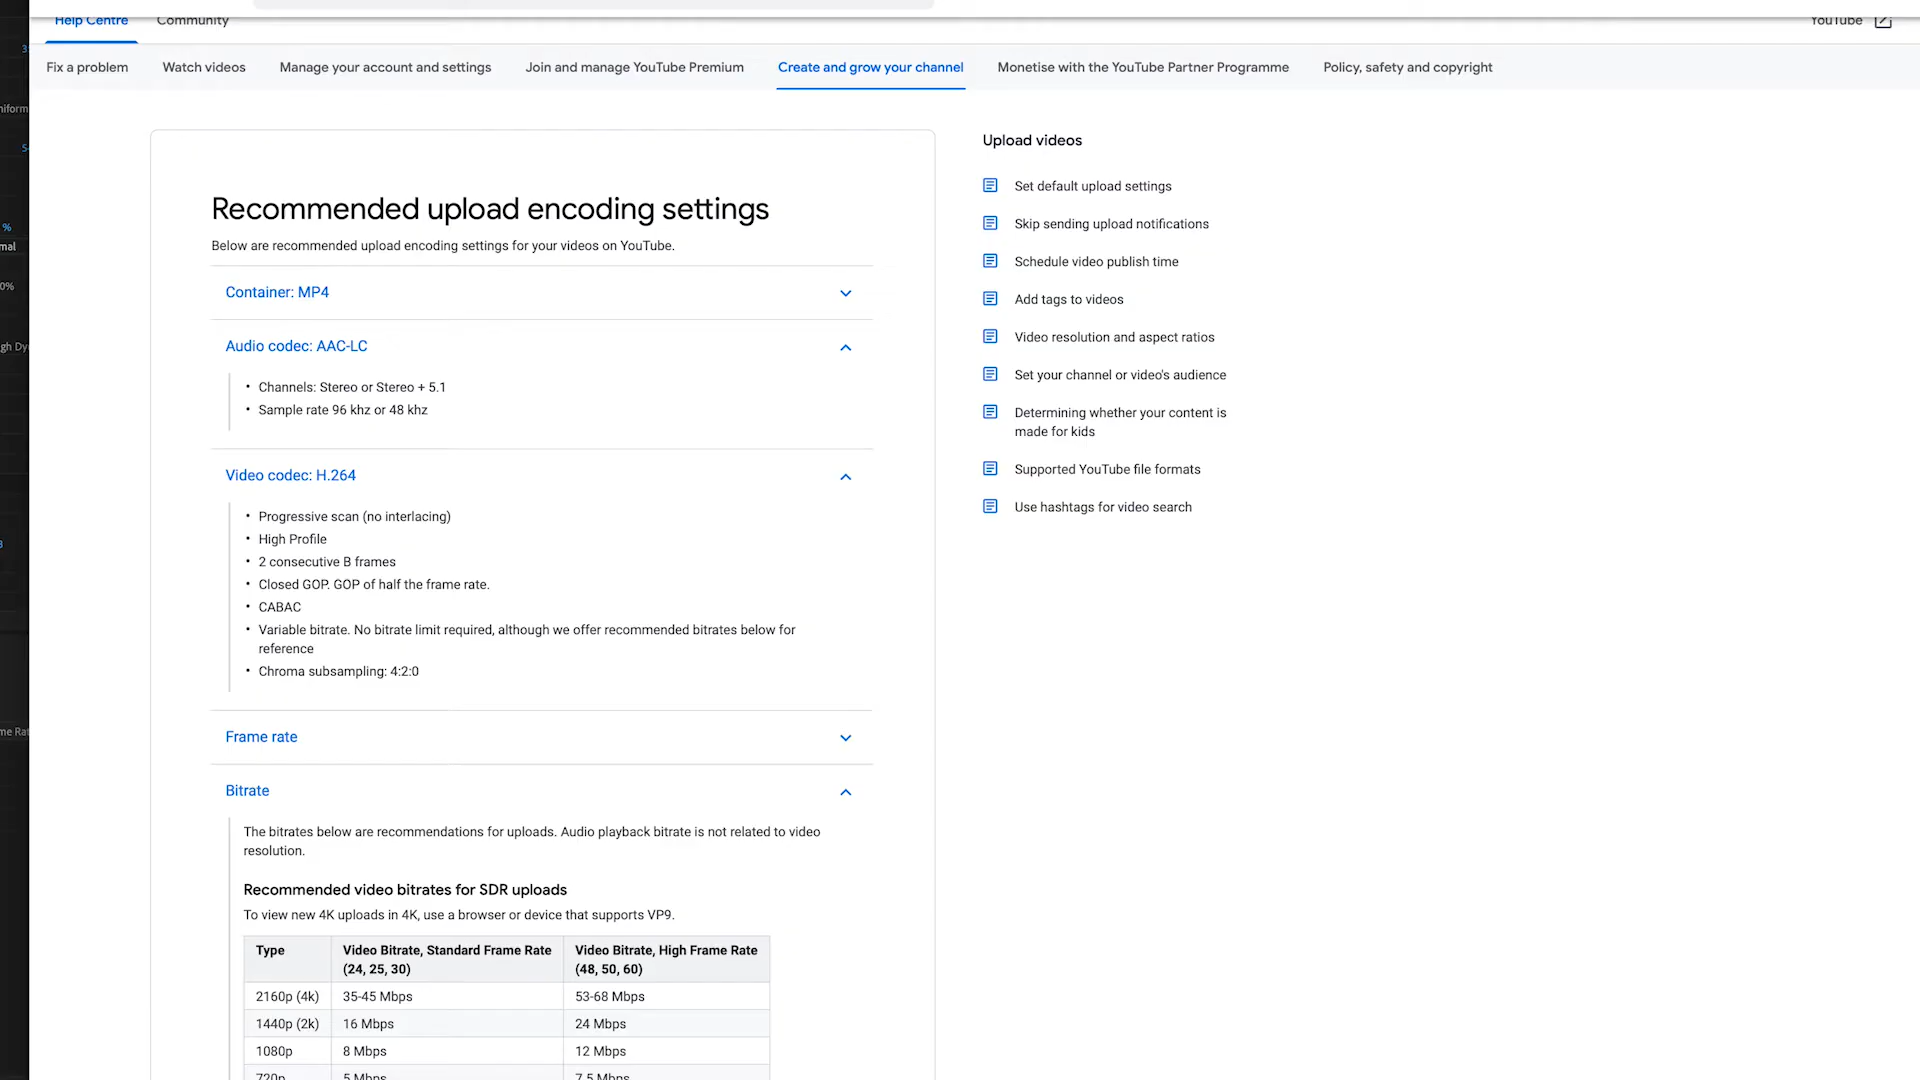 Help Centre
Community
YouTube
Fix a problem
Watch videos
Manage your account and settings
Join and manage YouTube Premium
Create and grow your channel
Monetise with the YouTube Partner Programme
Policy, safety and copyright
Recommended upload encoding settings
Below are recommended upload encoding settings for your videos on YouTube.
Container: MP4
Audio codec: AAC-LC
• Channels: Stereo or Stereo + 5.1
• Sample rate 96 khz or 48 khz
Video codec: H.264
• Progressive scan (no interlacing)
• High Profile
• 2 consecutive B frames
• Closed GOP. GOP of half the frame rate.
• CABAC
• Variable bitrate. No bitrate limit required, although we offer recommended bitrates below for
reference
• Chroma subsampling: 4:2:0
Frame rate
Bitrate
The bitrates below are recommendations for uploads. Audio playback bitrate is not related to video
resolution.
Recommended video bitrates for SDR uploads
To view new 4K uploads in 4K, use a browser or device that supports VP9.
Type
Video Bitrate, Standard Frame Rate
(24, 25, 30)
Video Bitrate, High Frame Rate
(48, 50, 60)
2160p (4k)
35-45 Mbps
53-68 Mbps
1440p (2k)
16 Mbps
24 Mbps
1080p
8 Mbps
12 Mbps
720p
5 Mbps
7.5 Mbps
Upload videos
Set default upload settings
Skip sending upload notifications
Schedule video publish time
Add tags to videos
Video resolution and aspect ratios
Set your channel or video's audience
Determining whether your content is
made for kids
Supported YouTube file formats
Use hashtags for video search